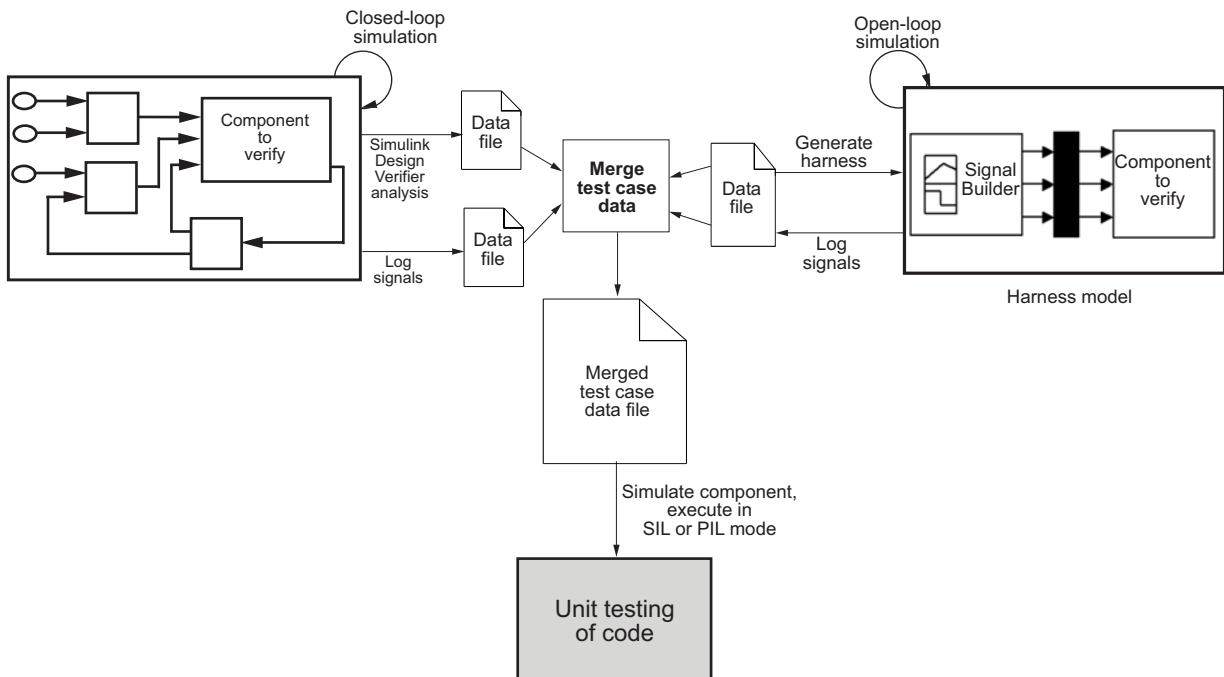 Closed-loop
simulation
Component
to
verify
Simulink
Design
Verifier
analysis
Log
signals
Data
file
Data
file
Merge
test case
data
Data
file
Generate
harness
Log
signals
Open-loop
simulation
Signal
Builder
Component
to
verify
Harness model
Merged
test case
data file
Simulate component,
execute in
SIL or PIL mode
Unit testing
of code